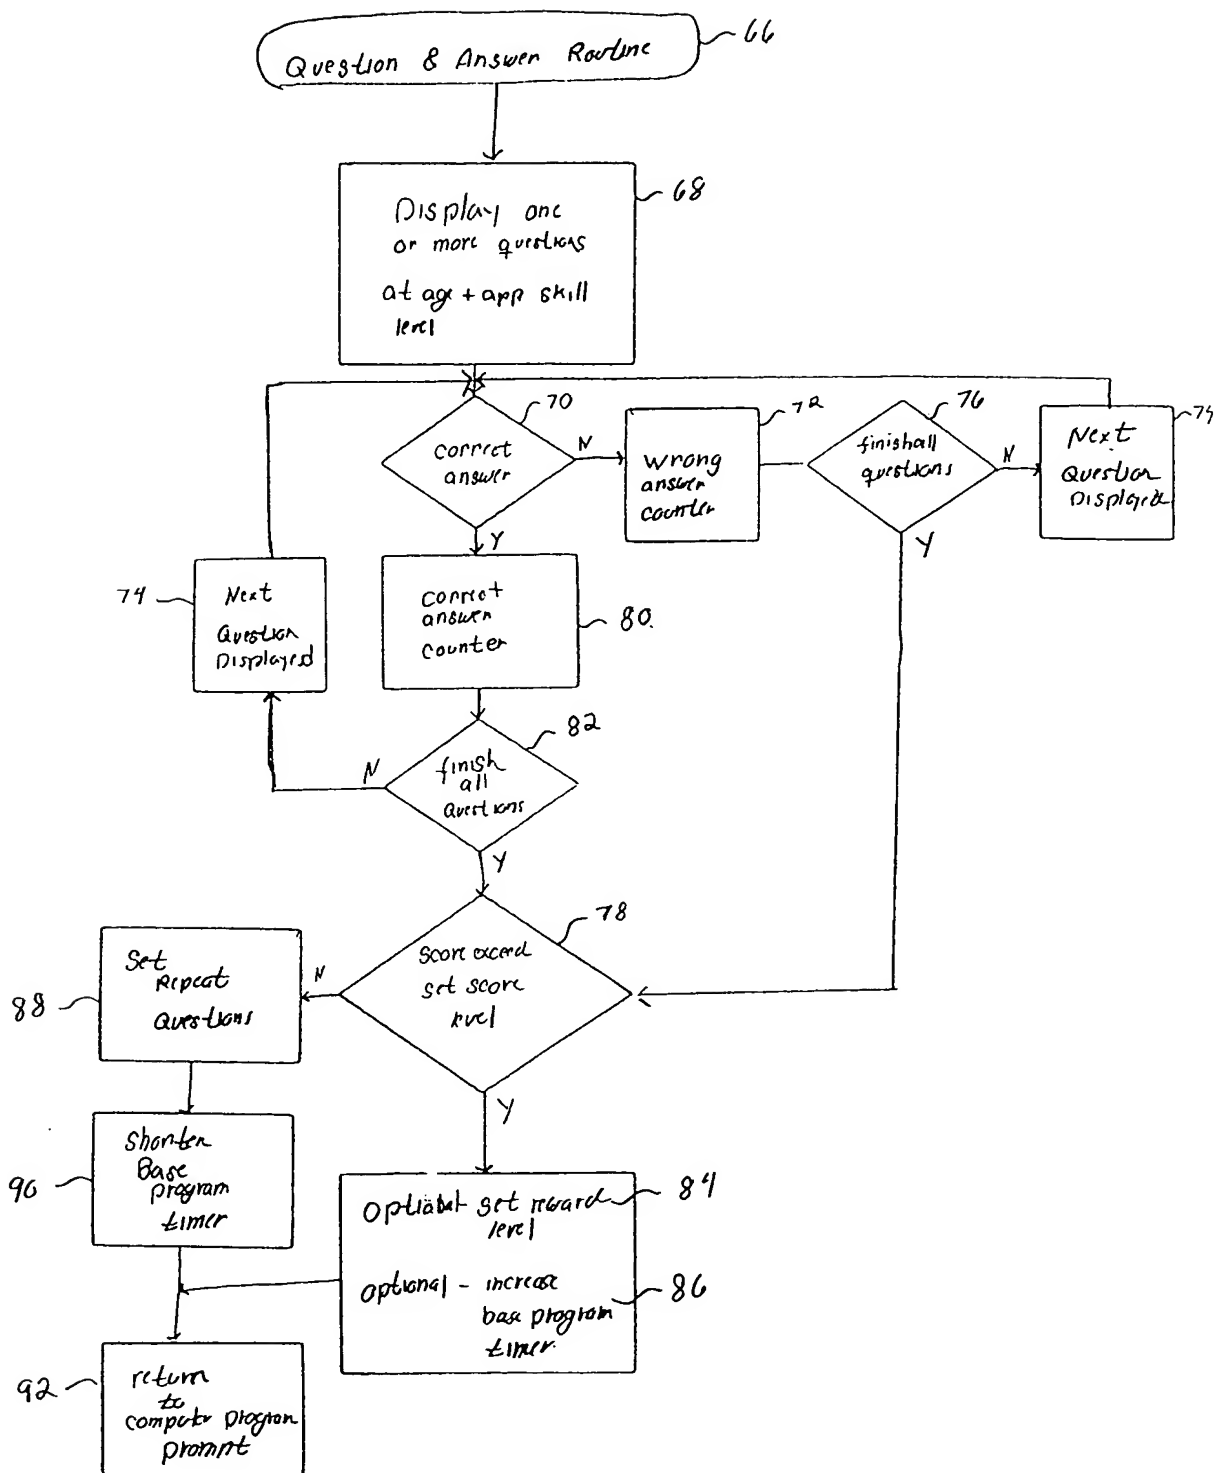 Question & Answer Routine
66
Display one
or more questions
at age + app skill
level
68
correct
answer
70
N
Y
wrong
answer
counter
72
finish all
questions
76
N
Y
Next
Question
Displayed
74
Next
Question
Displayed
74
correct
answer
counter
80.
finish
all
Questions
82
N
Y
Score exceed
set score
level
78
N
Y
Set
Repeat
Questions
88
Shorten
Base
program
timer
90
set reward
level
84
optional - increase
base program
timer.
86
return
to
computer program
prompt
92